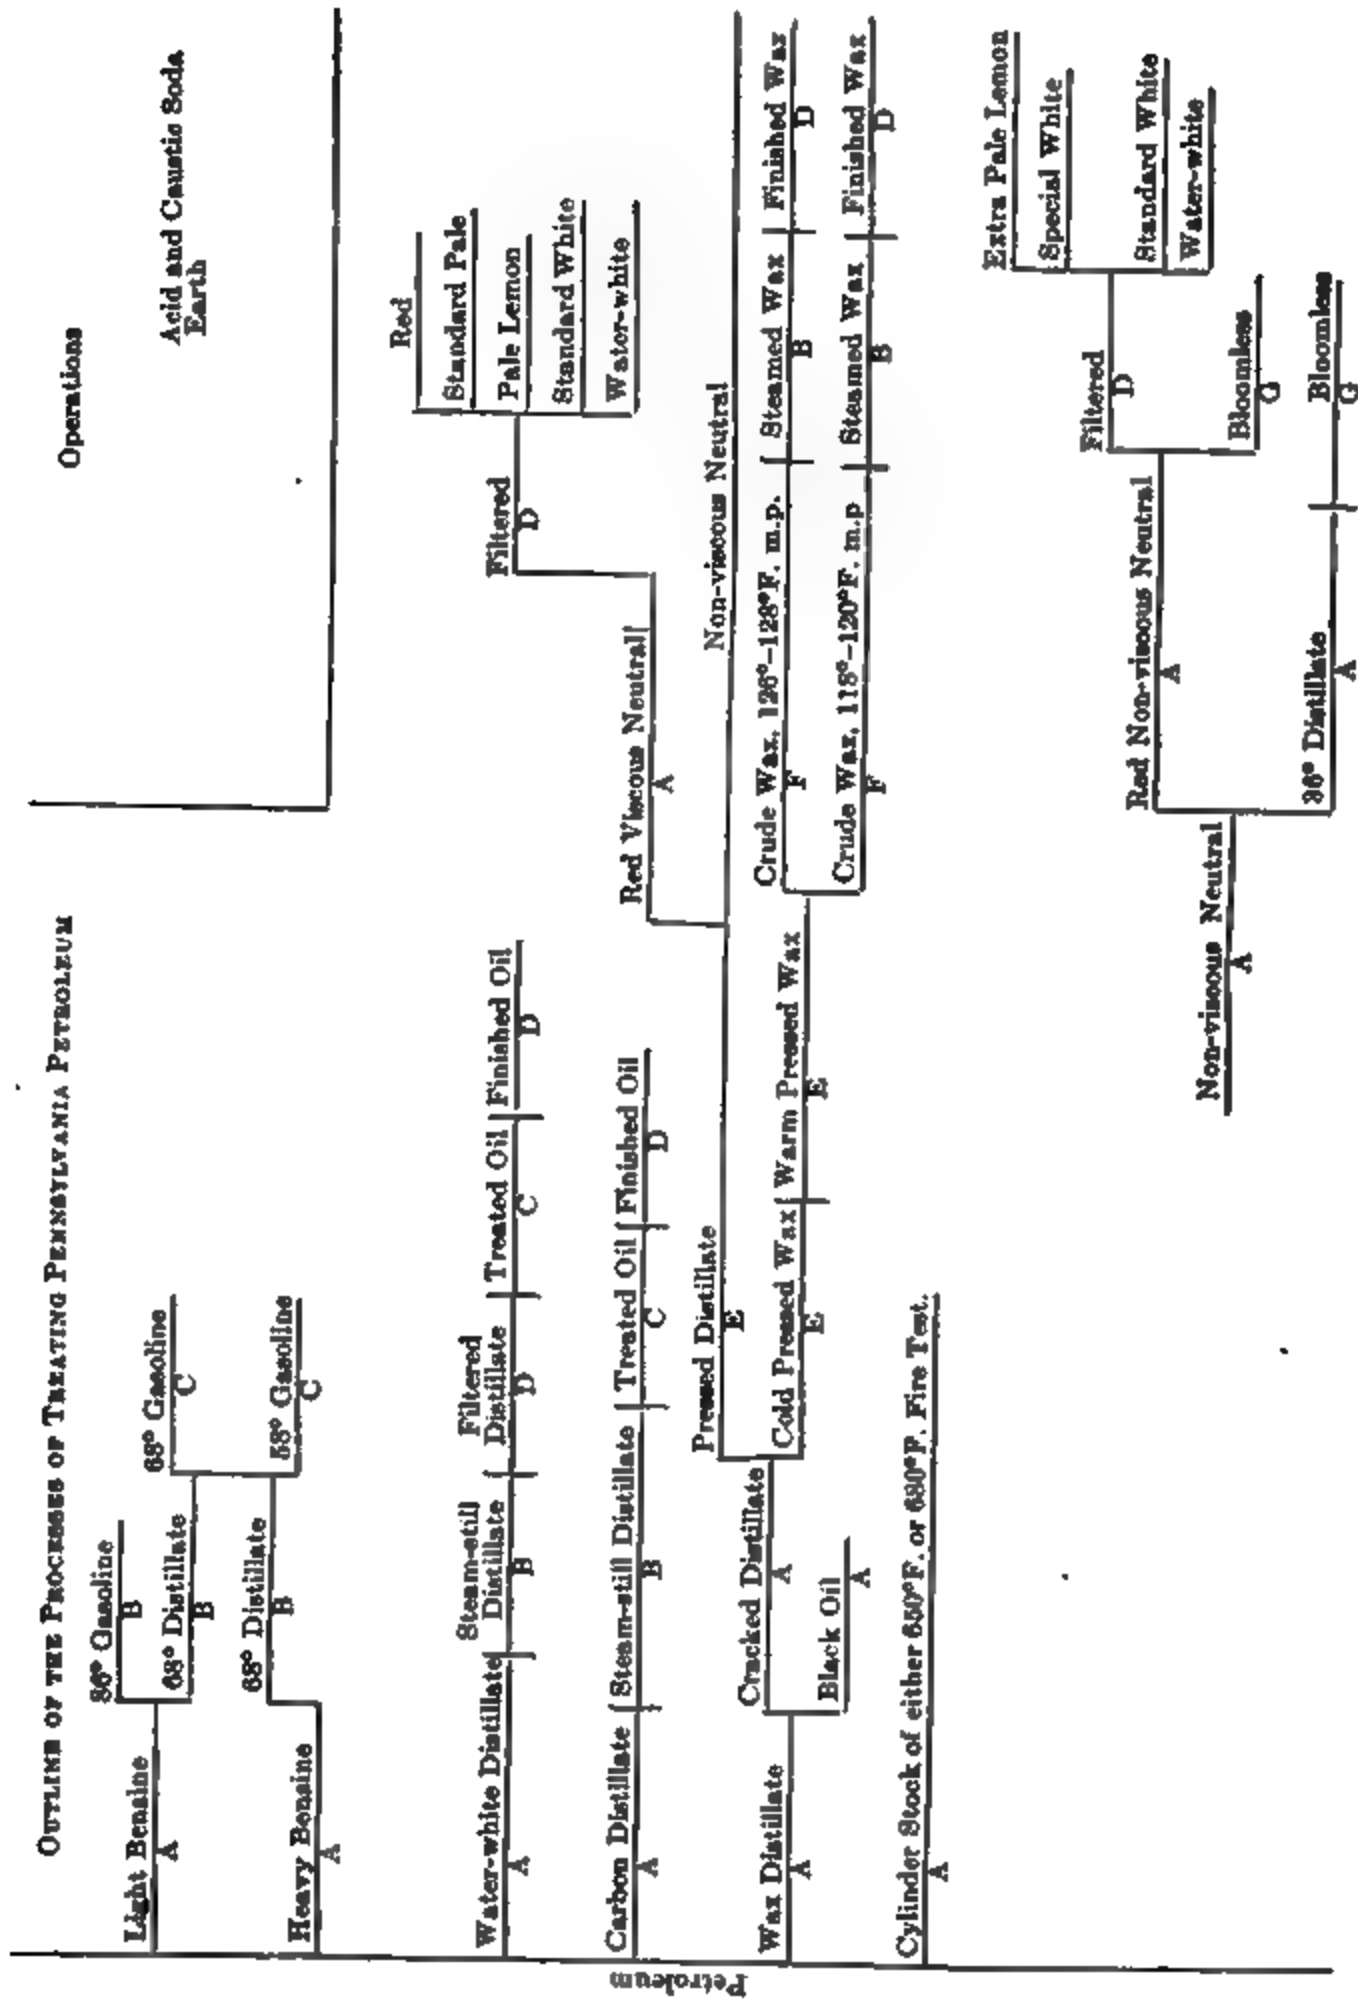 OUTLINE OF THE PROCESSES OF TREATING PENNSYLVANIA PETROLEUM
Operations
Acid and Caustic Soda
Earth
Petroleum
Light Benzine
A
86° Gasoline
B
68° Distillate
B
68° Gasoline
C
Heavy Benzine
A
68° Distillate
B
58° Gasoline
C
Water-white Distillate
A
Steam-still
Distillate
B
Filtered
Distillate
D
Treated Oil
C
Finished Oil
D
Carbon Distillate
A
Steam-still Distillate
B
Treated Oil
C
Finished Oil
D
Wax Distillate
A
Cracked Distillate
A
Black Oil
A
Pressed Distillate
E
Cold Pressed Wax
E
Warm Pressed Wax
E
Red Viscous Neutral
A
Filtered
D
Red
Standard Pale
Pale Lemon
Standard White
Water-white
Non-viscous Neutral
Crude Wax, 126°–128°F. m.p.
F
Steamed Wax
B
Finished Wax
D
Crude Wax, 118°–120°F. m.p
F
Steamed Wax
B
Finished Wax
D
Cylinder Stock of either 650°F. or 680°F. Fire Test.
A
Non-viscous Neutral
A
Red Non-viscous Neutral
A
Filtered
D
Extra Pale Lemon
Special White
Standard White
Water-white
Bloomless
G
36° Distillate
A
Bloomless
G